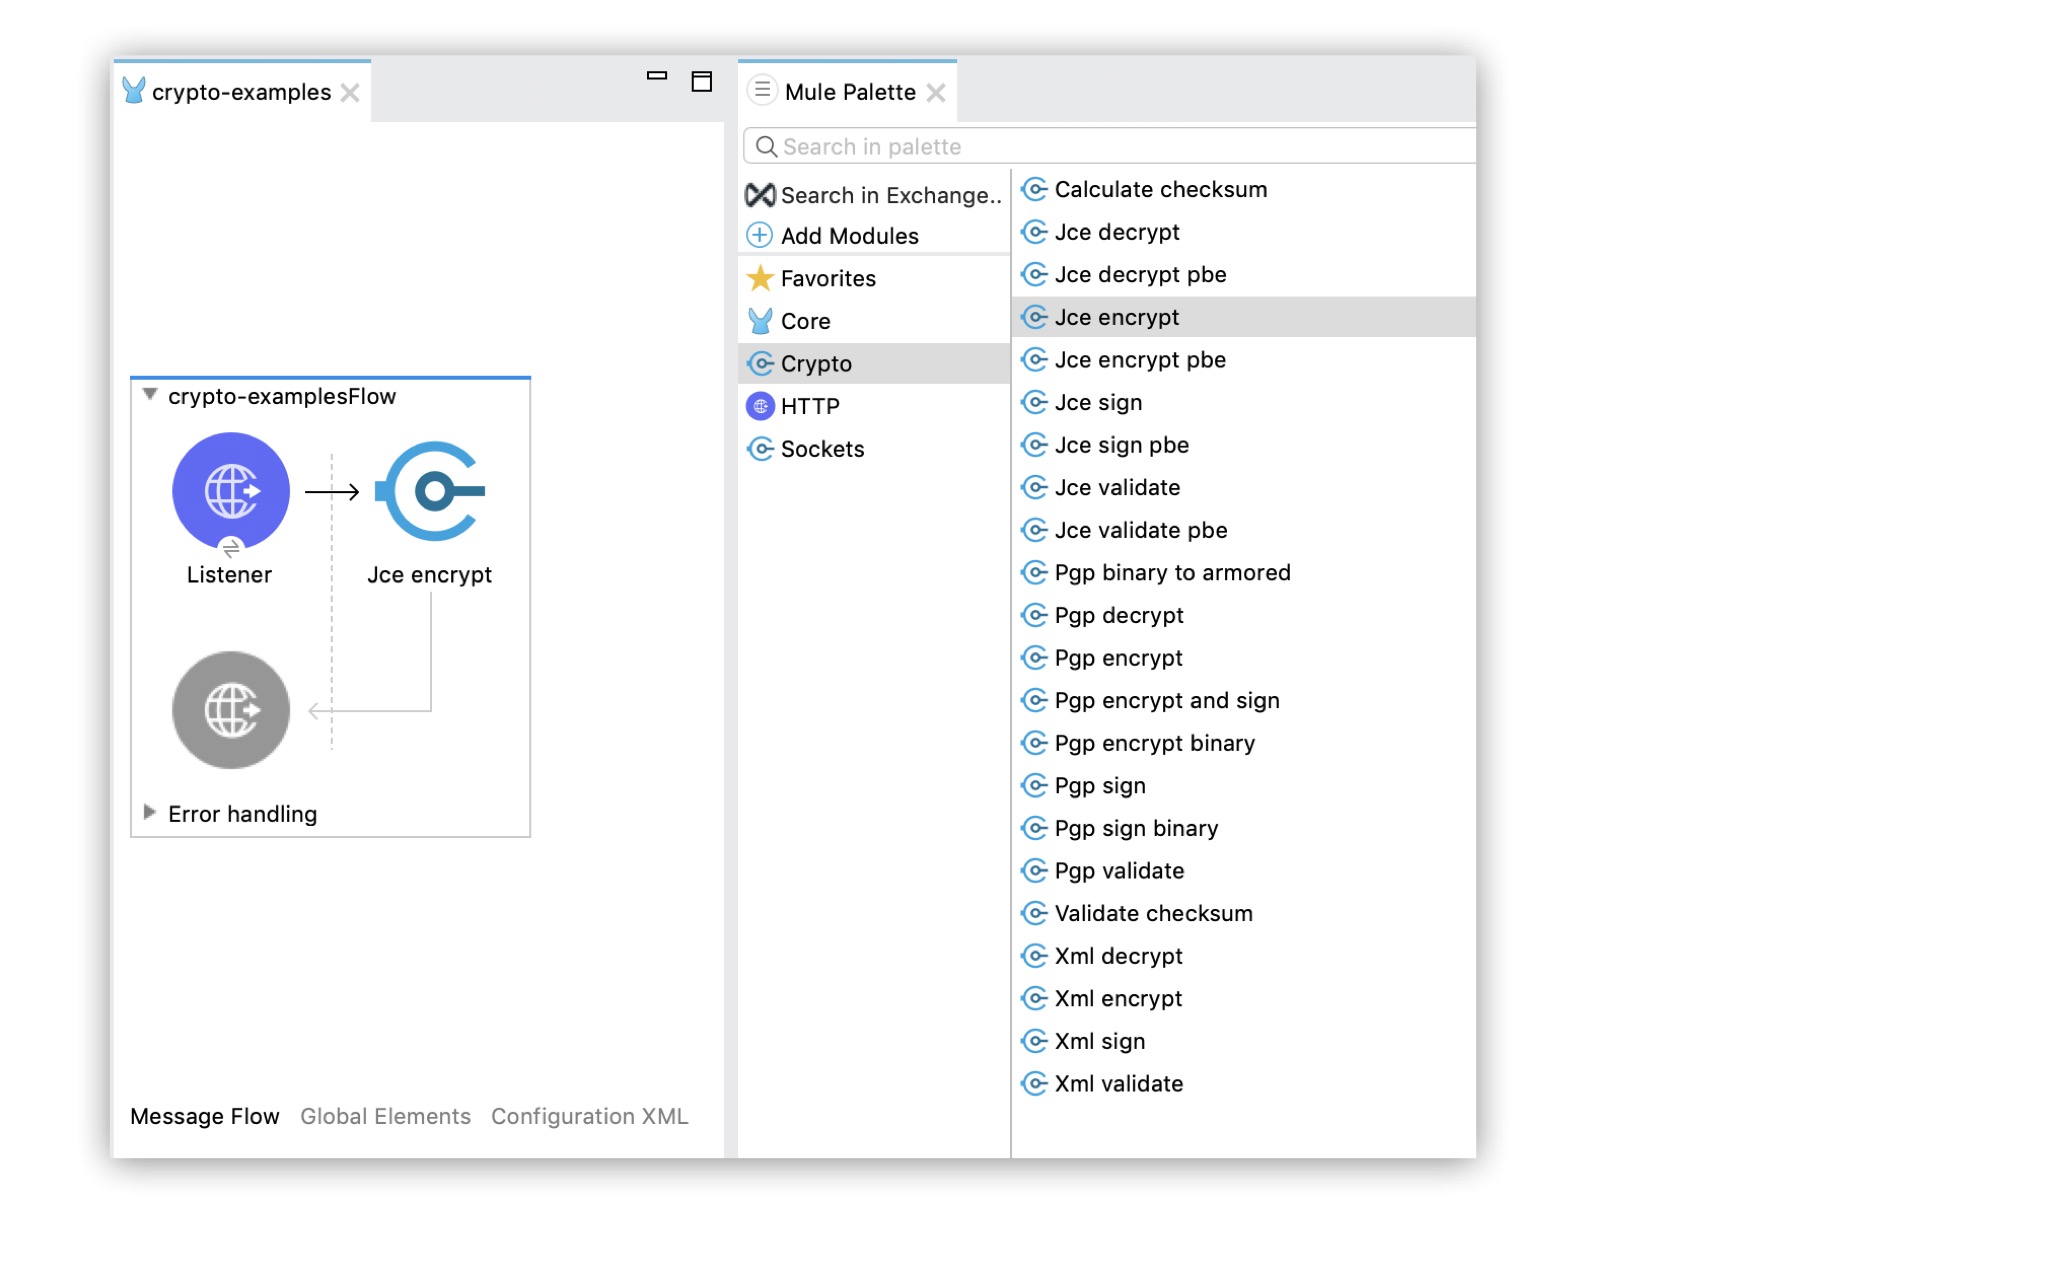 crypto-examples
crypto-examplesFlow
Listener
Jce encrypt
Error handling
Message Flow Global Elements Configuration XML
Mule Palette
Search in palette
Search in Exchange..
Add Modules
Favorites
Core
Crypto
HTTP
Sockets
Calculate checksum
Jce decrypt
Jce decrypt pbe
Jce encrypt
Jce encrypt pbe
Jce sign
Jce sign pbe
Jce validate
Jce validate pbe
Pgp binary to armored
Pgp decrypt
Pgp encrypt
Pgp encrypt and sign
Pgp encrypt binary
Pgp sign
Pgp sign binary
Pgp validate
Validate checksum
Xml decrypt
Xml encrypt
Xml sign
Xml validate